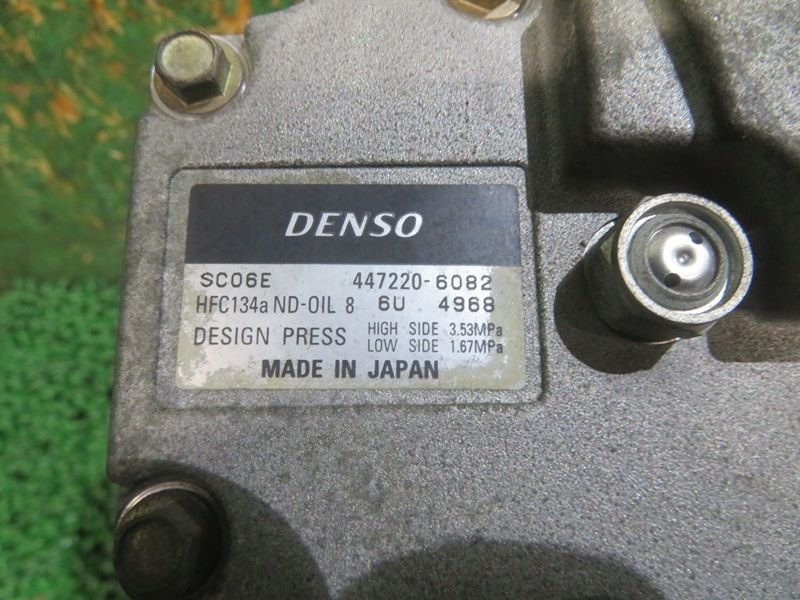 DENSO
SC06E 447220-6082
HFC134a ND-OIL 8 6U 4968
DESIGN PRESS HIGH SIDE 3.53MPa
LOW SIDE 1.67MPa
MADE IN JAPAN